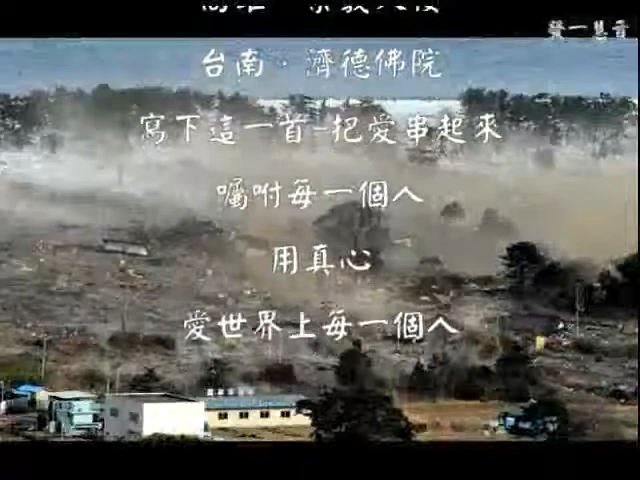 台南．濟德佛院
寫下這一首-把愛串起來
囑咐每一個人
用真心
愛世界上每一個人